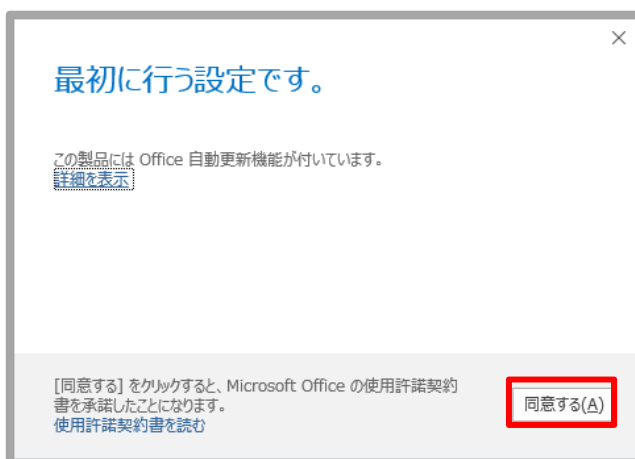 最初に行う設定です。
この製品には Office 自動更新機能が付いています。
詳細を表示
[同意する] をクリックすると、Microsoft Office の使用許諾契約
書を承諾したことになります。
使用許諾契約書を読む
同意する(A)